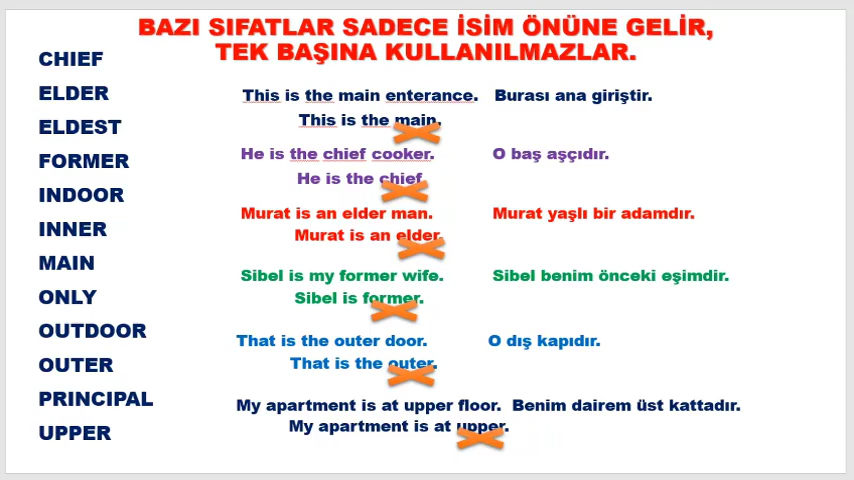 BAZI SIFATLAR SADECE İSİM ÖNÜNE GELİR,
TEK BAŞINA KULLANILMAZLAR.
CHIEF
ELDER
ELDEST
FORMER
INDOOR
INNER
MAIN
ONLY
OUTDOOR
OUTER
PRINCIPAL
UPPER
This is the main enterance. Burası ana giriştir.
This is the main.
He is the chief cooker. O baş aşçıdır.
He is the chief
Murat is an elder man. Murat yaşlı bir adamdır.
Murat is an elder.
Sibel is my former wife. Sibel benim önceki eşimdir.
Sibel is former.
That is the outer door. O dış kapıdır.
That is the outer.
My apartment is at upper floor. Benim dairem üst kattadır.
My apartment is at upper.